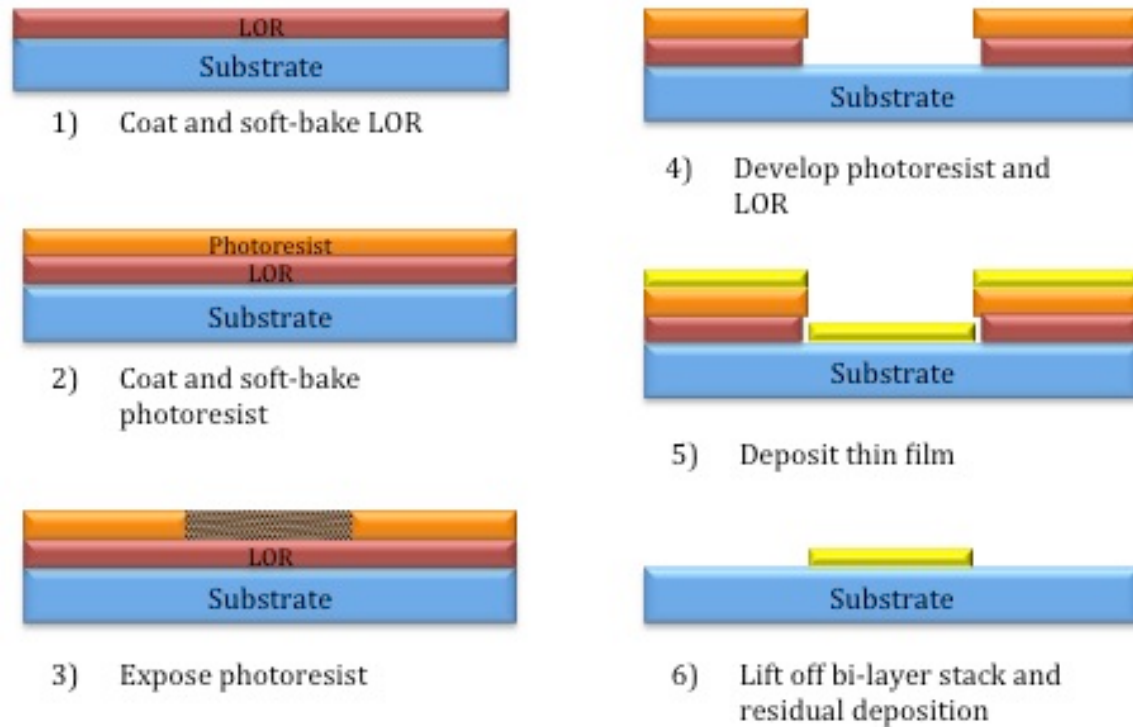 LOR
Substrate
1) Coat and soft-bake LOR
Photoresist
LOR
Substrate
2) Coat and soft-bake
photoresist
LOR
Substrate
3) Expose photoresist
Substrate
4) Develop photoresist and
LOR
Substrate
5) Deposit thin film
Substrate
6) Lift off bi-layer stack and
residual deposition